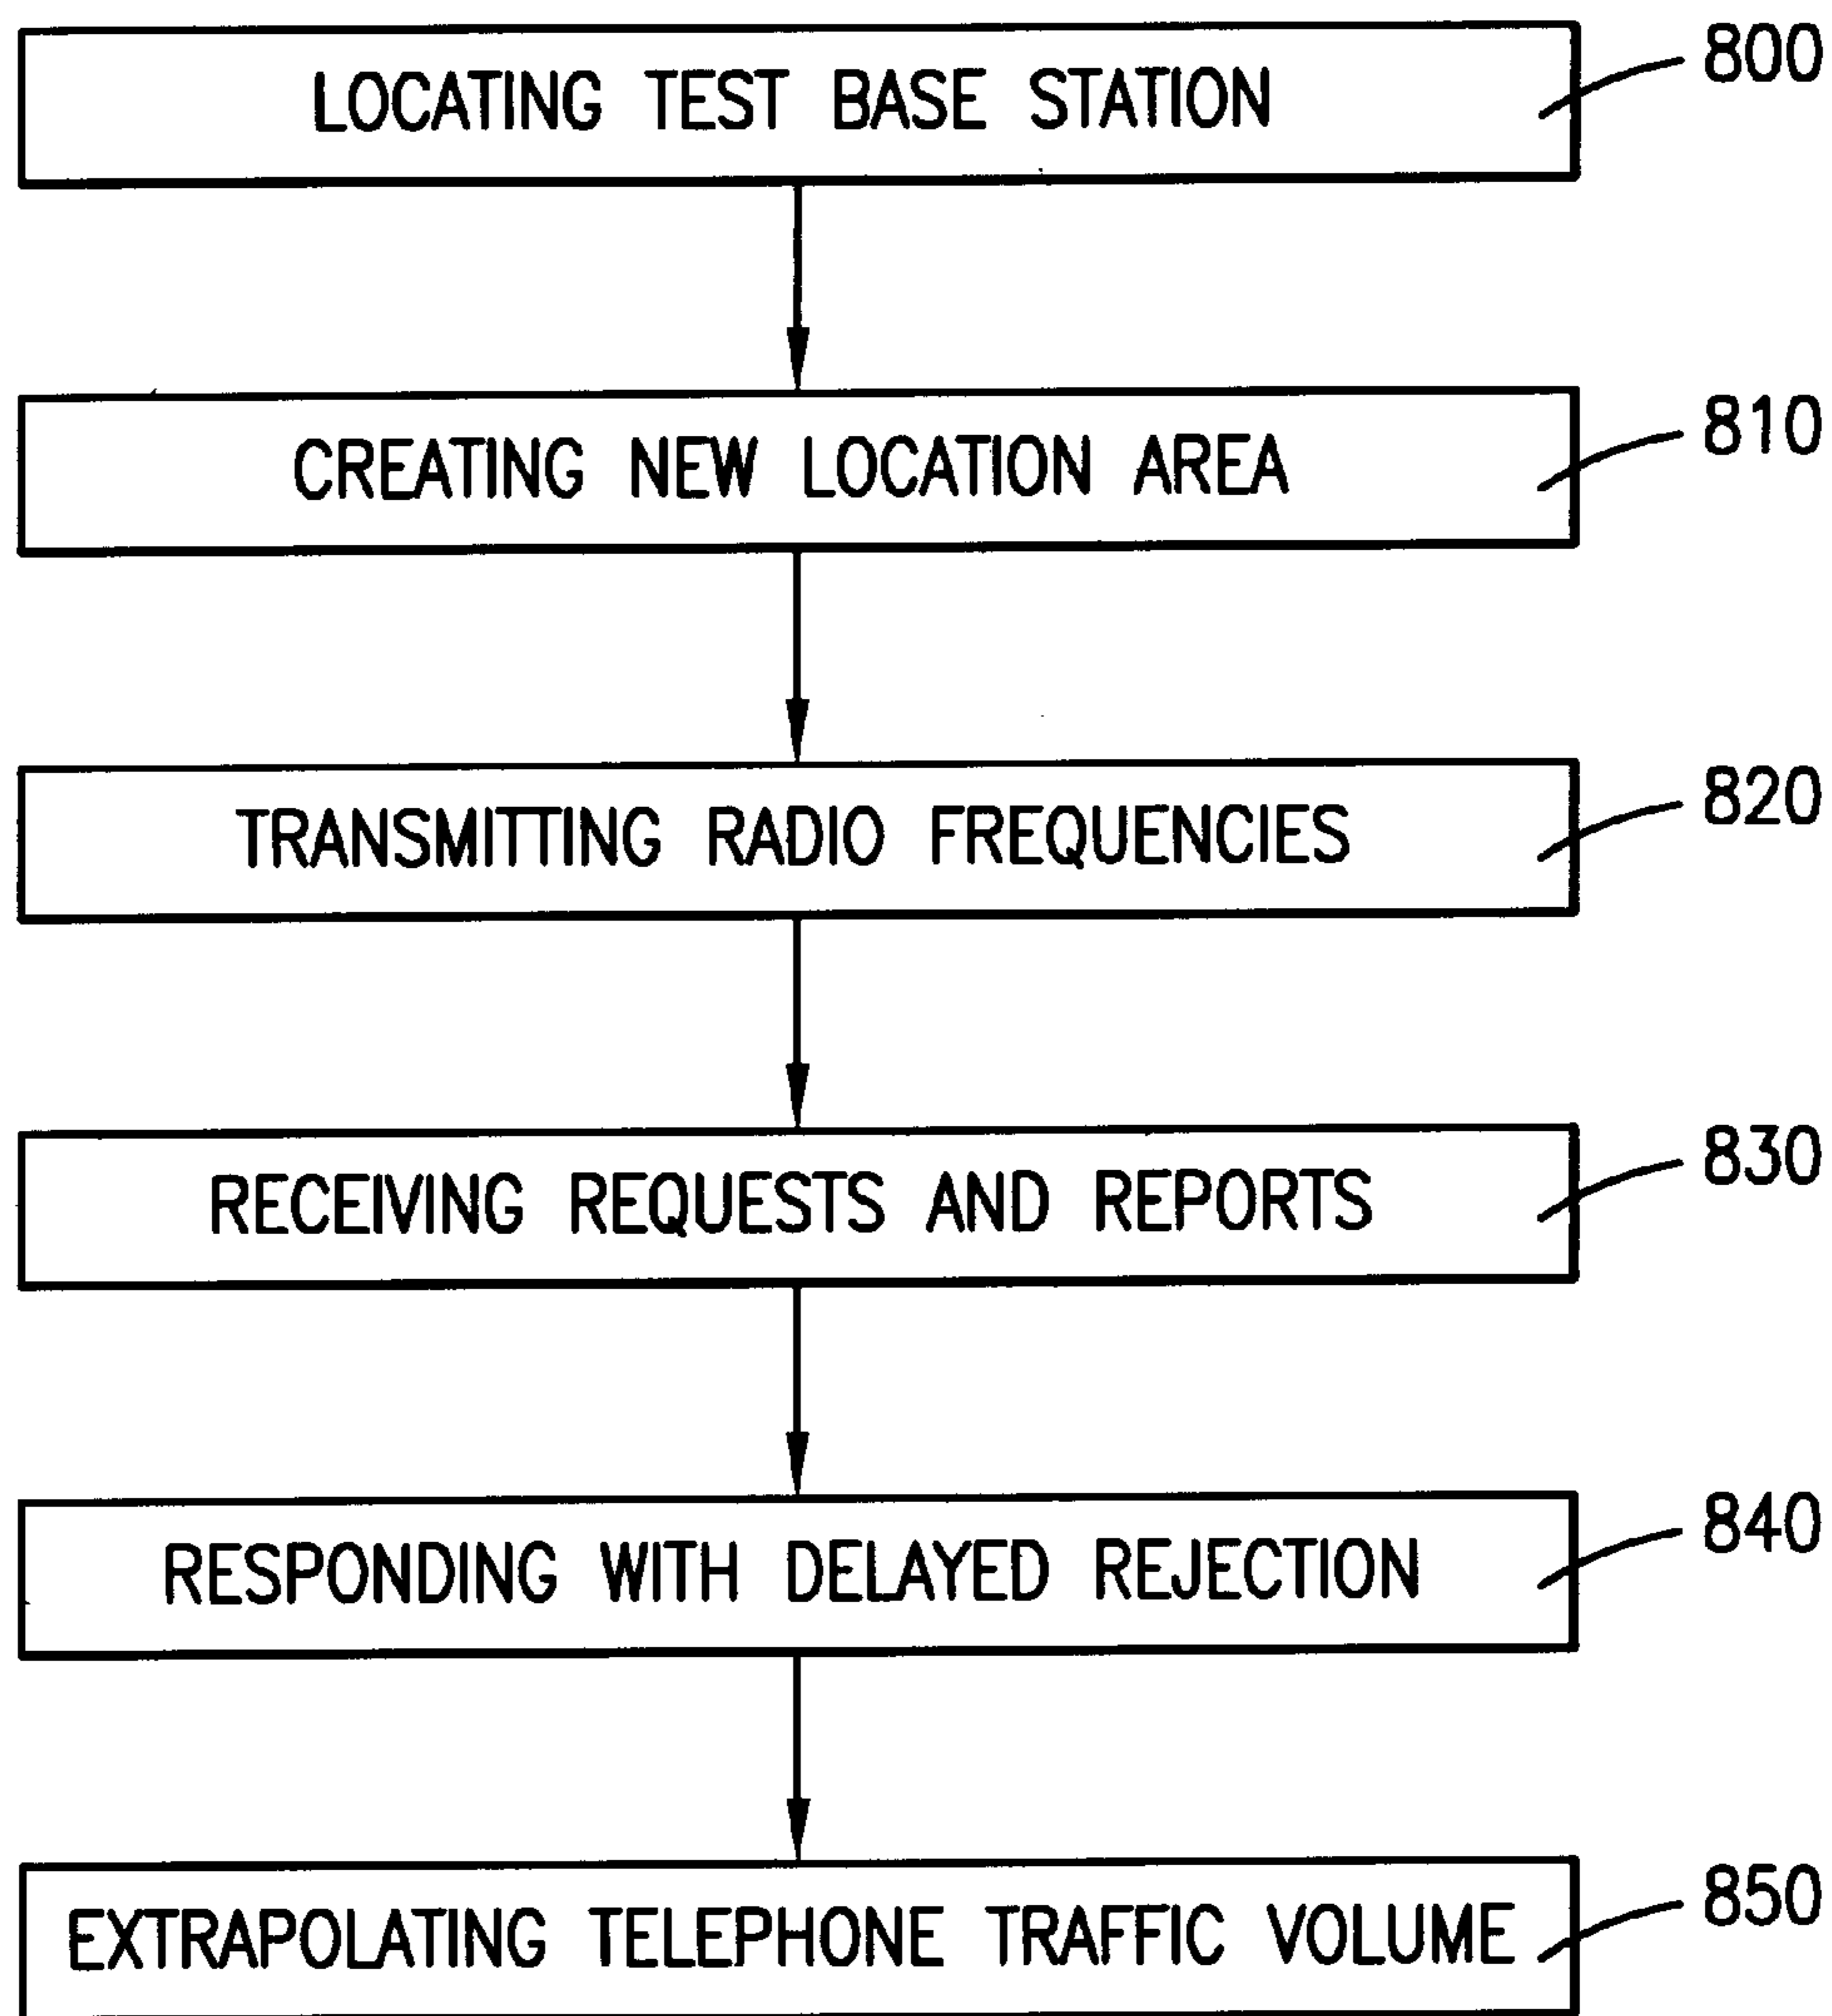 LOCATING TEST BASE STATION 800
CREATING NEW LOCATION AREA 810
TRANSMITTING RADIO FREQUENCIES 820
RECEIVING REQUESTS AND REPORTS 830
RESPONDING WITH DELAYED REJECTION 840
EXTRAPOLATING TELEPHONE TRAFFIC VOLUME 850